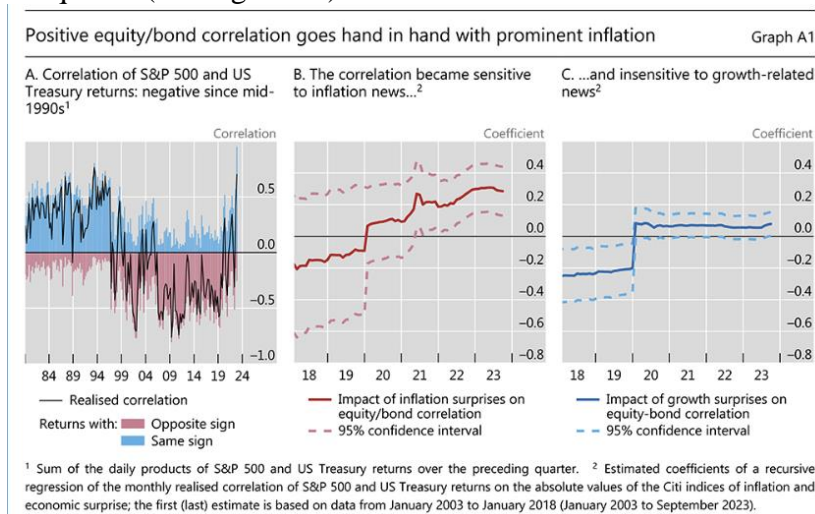 Positive equity/bond correlation goes hand in hand with prominent inflation
Graph A1
A. Correlation of S&P 500 and US
Treasury returns: negative since mid-
1990s¹
B. The correlation became sensitive
to inflation news...²
C. ...and insensitive to growth-related
news²
Correlation
0.5
0.0
–0.5
–1.0
84 89 94 99 04 09 14 19 24
Realised correlation
Returns with:
Opposite sign
Same sign
Coefficient
0.4
0.2
0.0
–0.2
–0.4
–0.6
–0.8
18 19 20 21 22 23
Impact of inflation surprises on
equity/bond correlation
95% confidence interval
Coefficient
0.4
0.2
0.0
–0.2
–0.4
–0.6
–0.8
18 19 20 21 22 23
Impact of growth surprises on
equity-bond correlation
95% confidence interval
¹ Sum of the daily products of S&P 500 and US Treasury returns over the preceding quarter. ² Estimated coefficients of a recursive
regression of the monthly realised correlation of S&P 500 and US Treasury returns on the absolute values of the Citi indices of inflation and
economic surprise; the first (last) estimate is based on data from January 2003 to January 2018 (January 2003 to September 2023).